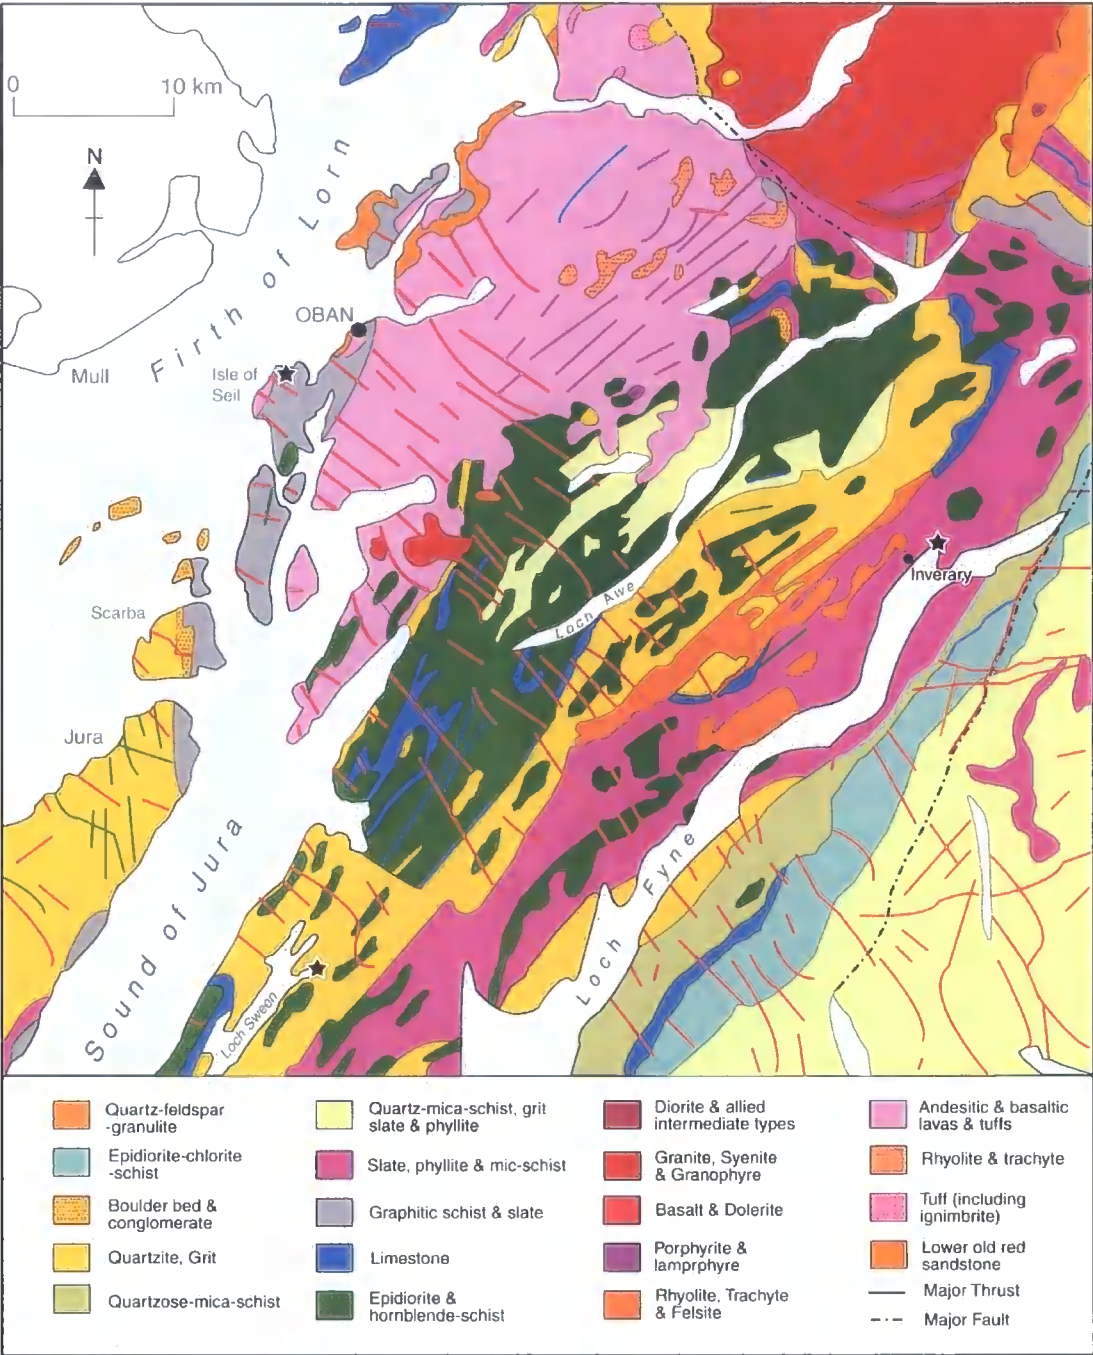 0
10 km
N
Firth of Lorn
OBAN
Mull
Isle of
Seil
Scarba
Jura
Sound of Jura
Loch Awe
Inverary
Loch Fyne
Loch Sween
Quartz-feldspar
-granulite
Epidiorite-chlorite
-schist
Boulder bed &
conglomerate
Quartzite, Grit
Quartzose-mica-schist
Quartz-mica-schist, grit
slate & phyllite
Slate, phyllite & mic-schist
Graphitic schist & slate
Limestone
Epidiorite &
hornblende-schist
Diorite & allied
intermediate types
Granite, Syenite
& Granophyre
Basalt & Dolerite
Porphyrite &
lamprphyre
Rhyolite, Trachyte
& Felsite
Andesitic & basaltic
lavas & tuffs
Rhyolite & trachyte
Tuff (including
ignimbrite)
Lower old red
sandstone
Major Thrust
Major Fault